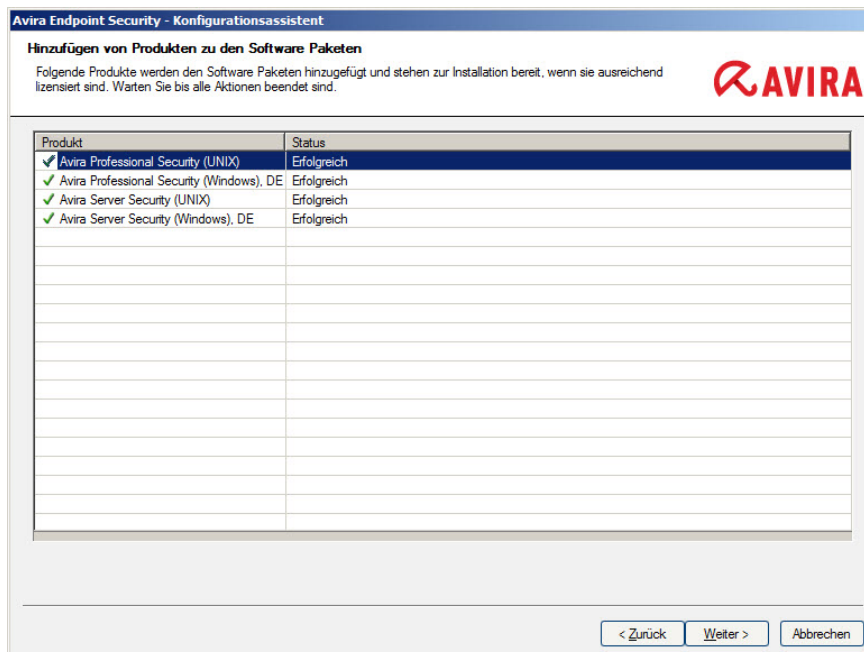 Avira Endpoint Security - Konfigurationsassistent
Hinzufügen von Produkten zu den Software Paketen
Folgende Produkte werden den Software Paketen hinzugefügt und stehen zur Installation bereit, wenn sie ausreichend
lizensiert sind. Warten Sie bis alle Aktionen beendet sind.
AVIRA
Produkt Status
Avira Professional Security (UNIX) Erfolgreich
Avira Professional Security (Windows), DE Erfolgreich
Avira Server Security (UNIX) Erfolgreich
Avira Server Security (Windows), DE Erfolgreich
< Zurück Weiter > Abbrechen